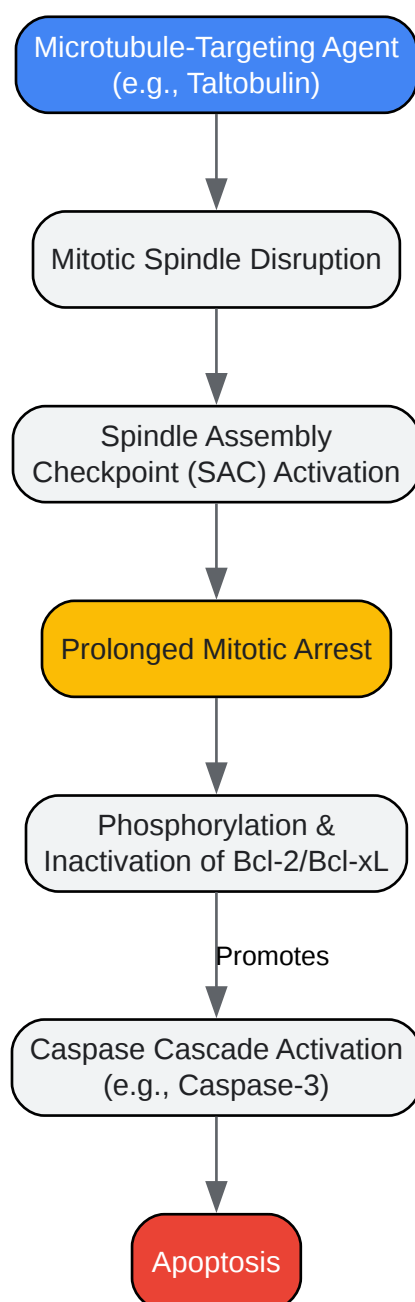 Microtubule-Targeting Agent
(e.g., Taltobulin)
Mitotic Spindle Disruption
Spindle Assembly
Checkpoint (SAC) Activation
Prolonged Mitotic Arrest
Phosphorylation &
Inactivation of Bcl-2/Bcl-xL
Promotes
Caspase Cascade Activation
(e.g., Caspase-3)
Apoptosis